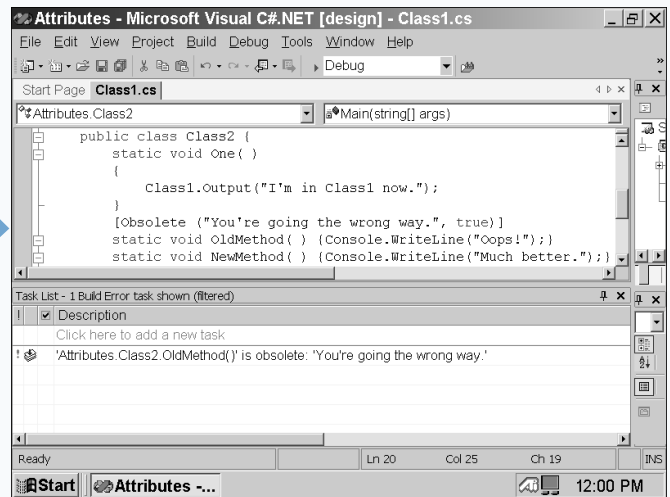 Attributes - Microsoft Visual C#.NET [design] - Class1.cs
File Edit View Project Build Debug Tools Window Help
Debug
Start Page Class1.cs
Attributes.Class2 Main(string[] args)
public class Class2 {
static void One( )
{
Class1.Output("I'm in Class1 now.");
}
[Obsolete ("You're going the wrong way.", true)]
static void OldMethod( ) {Console.WriteLine("Oops!");}
static void NewMethod( ) {Console.WriteLine("Much better.");}
Task List - 1 Build Error task shown (filtered)
! Description
Click here to add a new task
! 'Attributes.Class2.OldMethod()' is obsolete: 'You're going the wrong way.'
Ready Ln 20 Col 25 Ch 19 INS
Start Attributes -... 12:00 PM